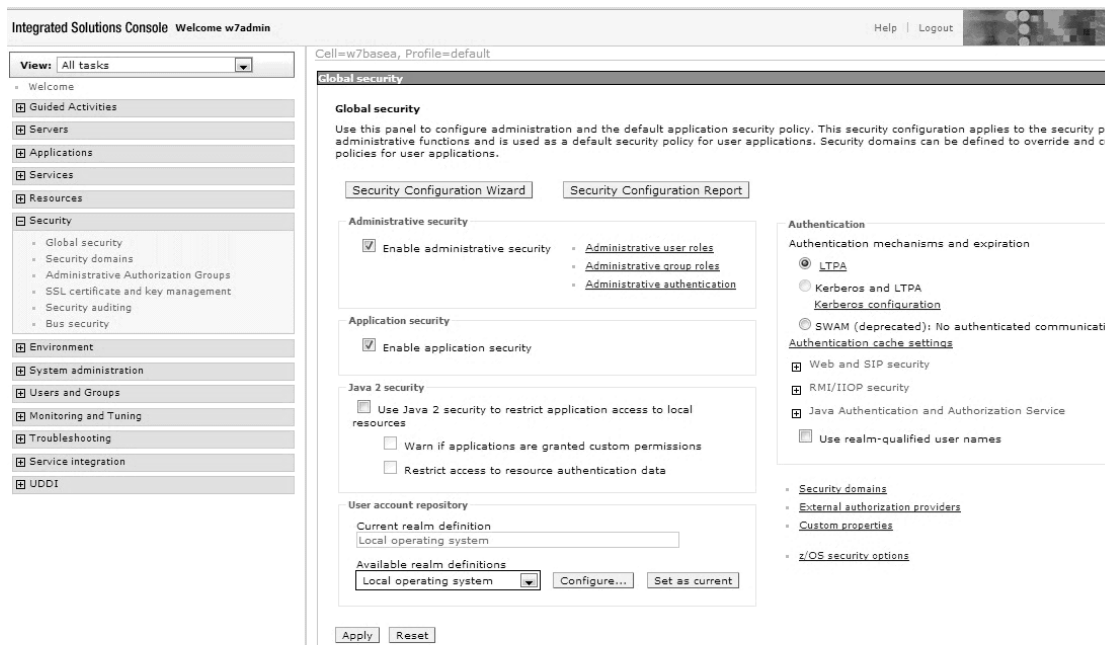 Integrated Solutions Console Welcome w7admin
Help | Logout
View: All tasks
Welcome
Guided Activities
Servers
Applications
Services
Resources
Security
Global security
Security domains
Administrative Authorization Groups
SSL certificate and key management
Security auditing
Bus security
Environment
System administration
Users and Groups
Monitoring and Tuning
Troubleshooting
Service integration
UDDI
Cell=w7basea, Profile=default
Global security
Global security
Use this panel to configure administration and the default application security policy. This security configuration applies to the security p
administrative functions and is used as a default security policy for user applications. Security domains can be defined to override and c
policies for user applications.
Security Configuration Wizard
Security Configuration Report
Administrative security
Enable administrative security
Administrative user roles
Administrative group roles
Administrative authentication
Application security
Enable application security
Java 2 security
Use Java 2 security to restrict application access to local
resources
Warn if applications are granted custom permissions
Restrict access to resource authentication data
User account repository
Current realm definition
Local operating system
Available realm definitions
Local operating system
Configure...
Set as current
Apply
Reset
Authentication
Authentication mechanisms and expiration
LTPA
Kerberos and LTPA
Kerberos configuration
SWAM (deprecated): No authenticated communicati
Authentication cache settings
Web and SIP security
RMI/IIOP security
Java Authentication and Authorization Service
Use realm-qualified user names
Security domains
External authorization providers
Custom properties
z/OS security options